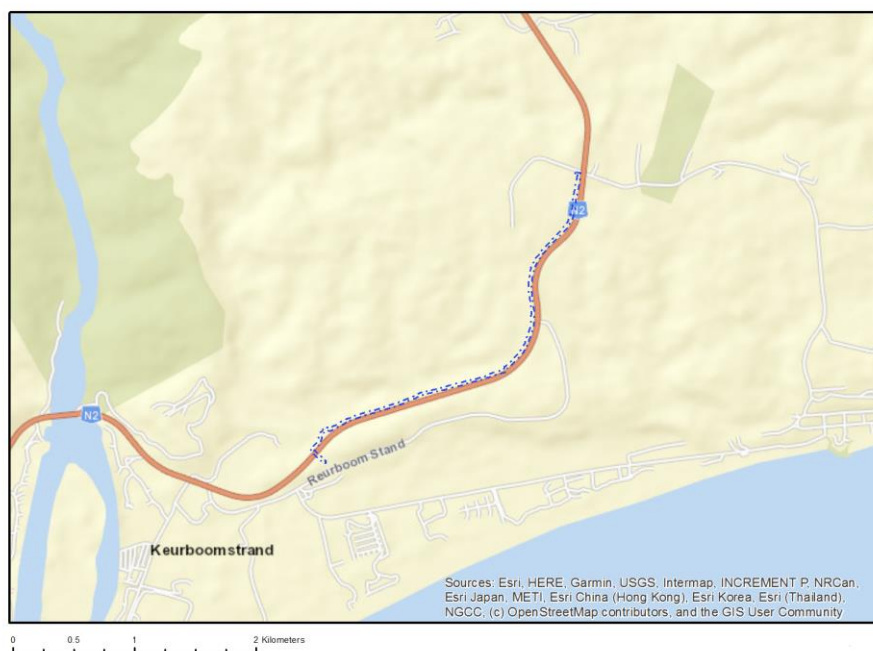 N2
N2
Reurboom Stand
Keurboomstrand
Sources: Esri, HERE, Garmin, USGS, Intermap, INCREMENT P, NRCan,
Esri Japan, METI, Esri China (Hong Kong), Esri Korea, Esri (Thailand),
NGCC, (c) OpenStreetMap contributors, and the GIS User Community
0 0.5 1 2 Kilometers